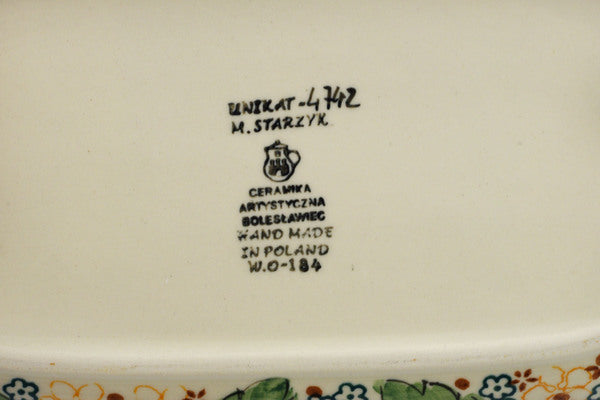 UNIKAT-4742
M. STARZYK
CERAMIKA
ARTYSTYCZNA
BOLESŁAWIEC
HAND MADE
IN POLAND
W.O-184